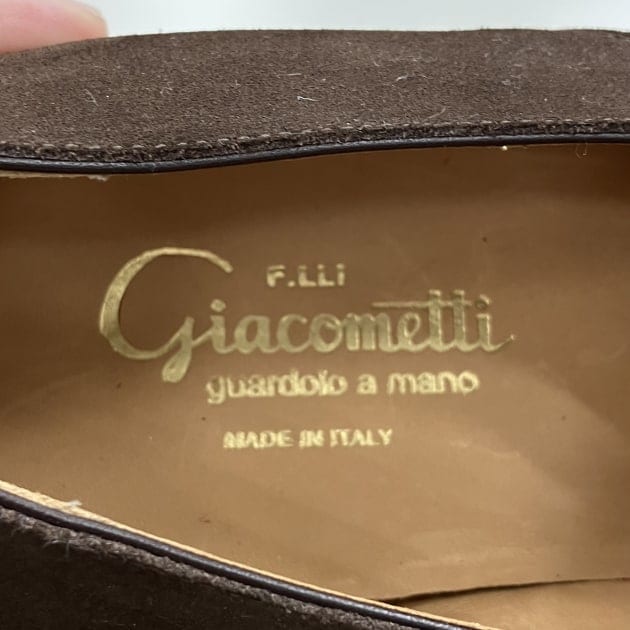 F.LLi
Giacometti
guardolo a mano
MADE IN ITALY